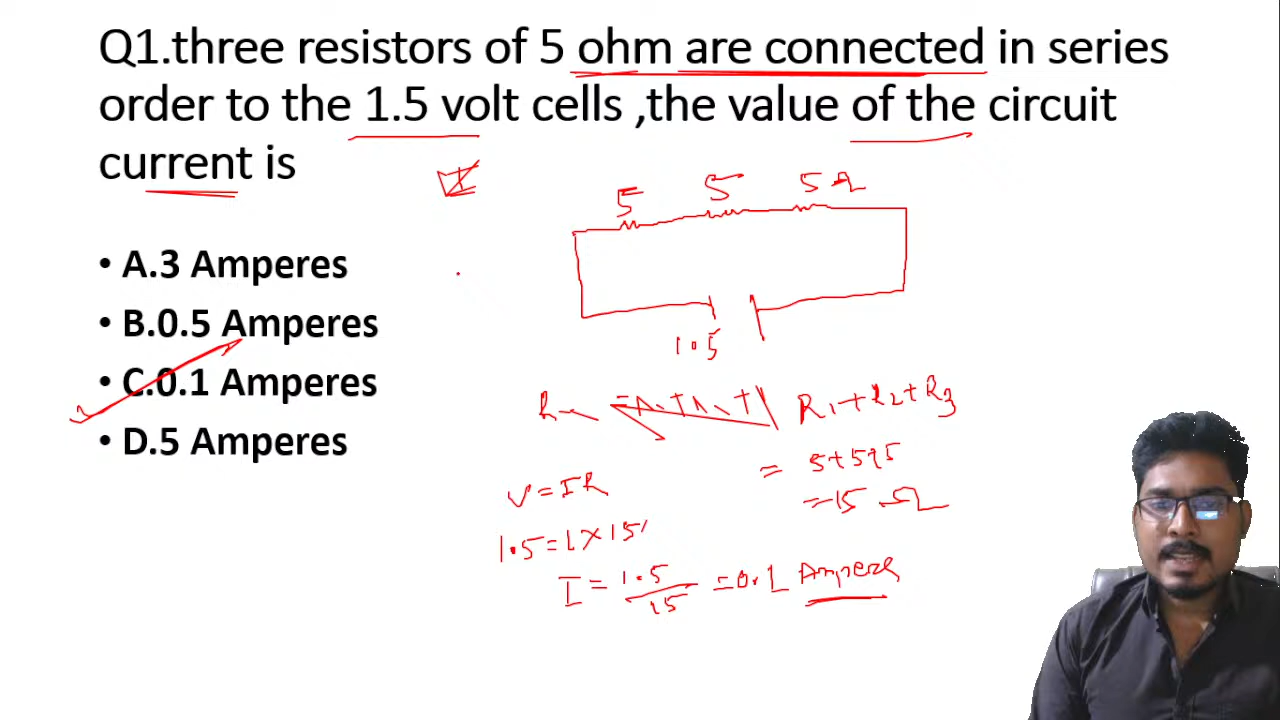 Q1.three resistors of 5 ohm are connected in series
order to the 1.5 volt cells ,the value of the circuit
current is
• A.3 Amperes
• B.0.5 Amperes
• C.0.1 Amperes
• D.5 Amperes
I
5 5 5 Ω
1.5
R
R1+R2+R3
= 5+5+5
=15 Ω
V=IR
1.5=I×15
I = 1.5/15 =0.1 Ampere